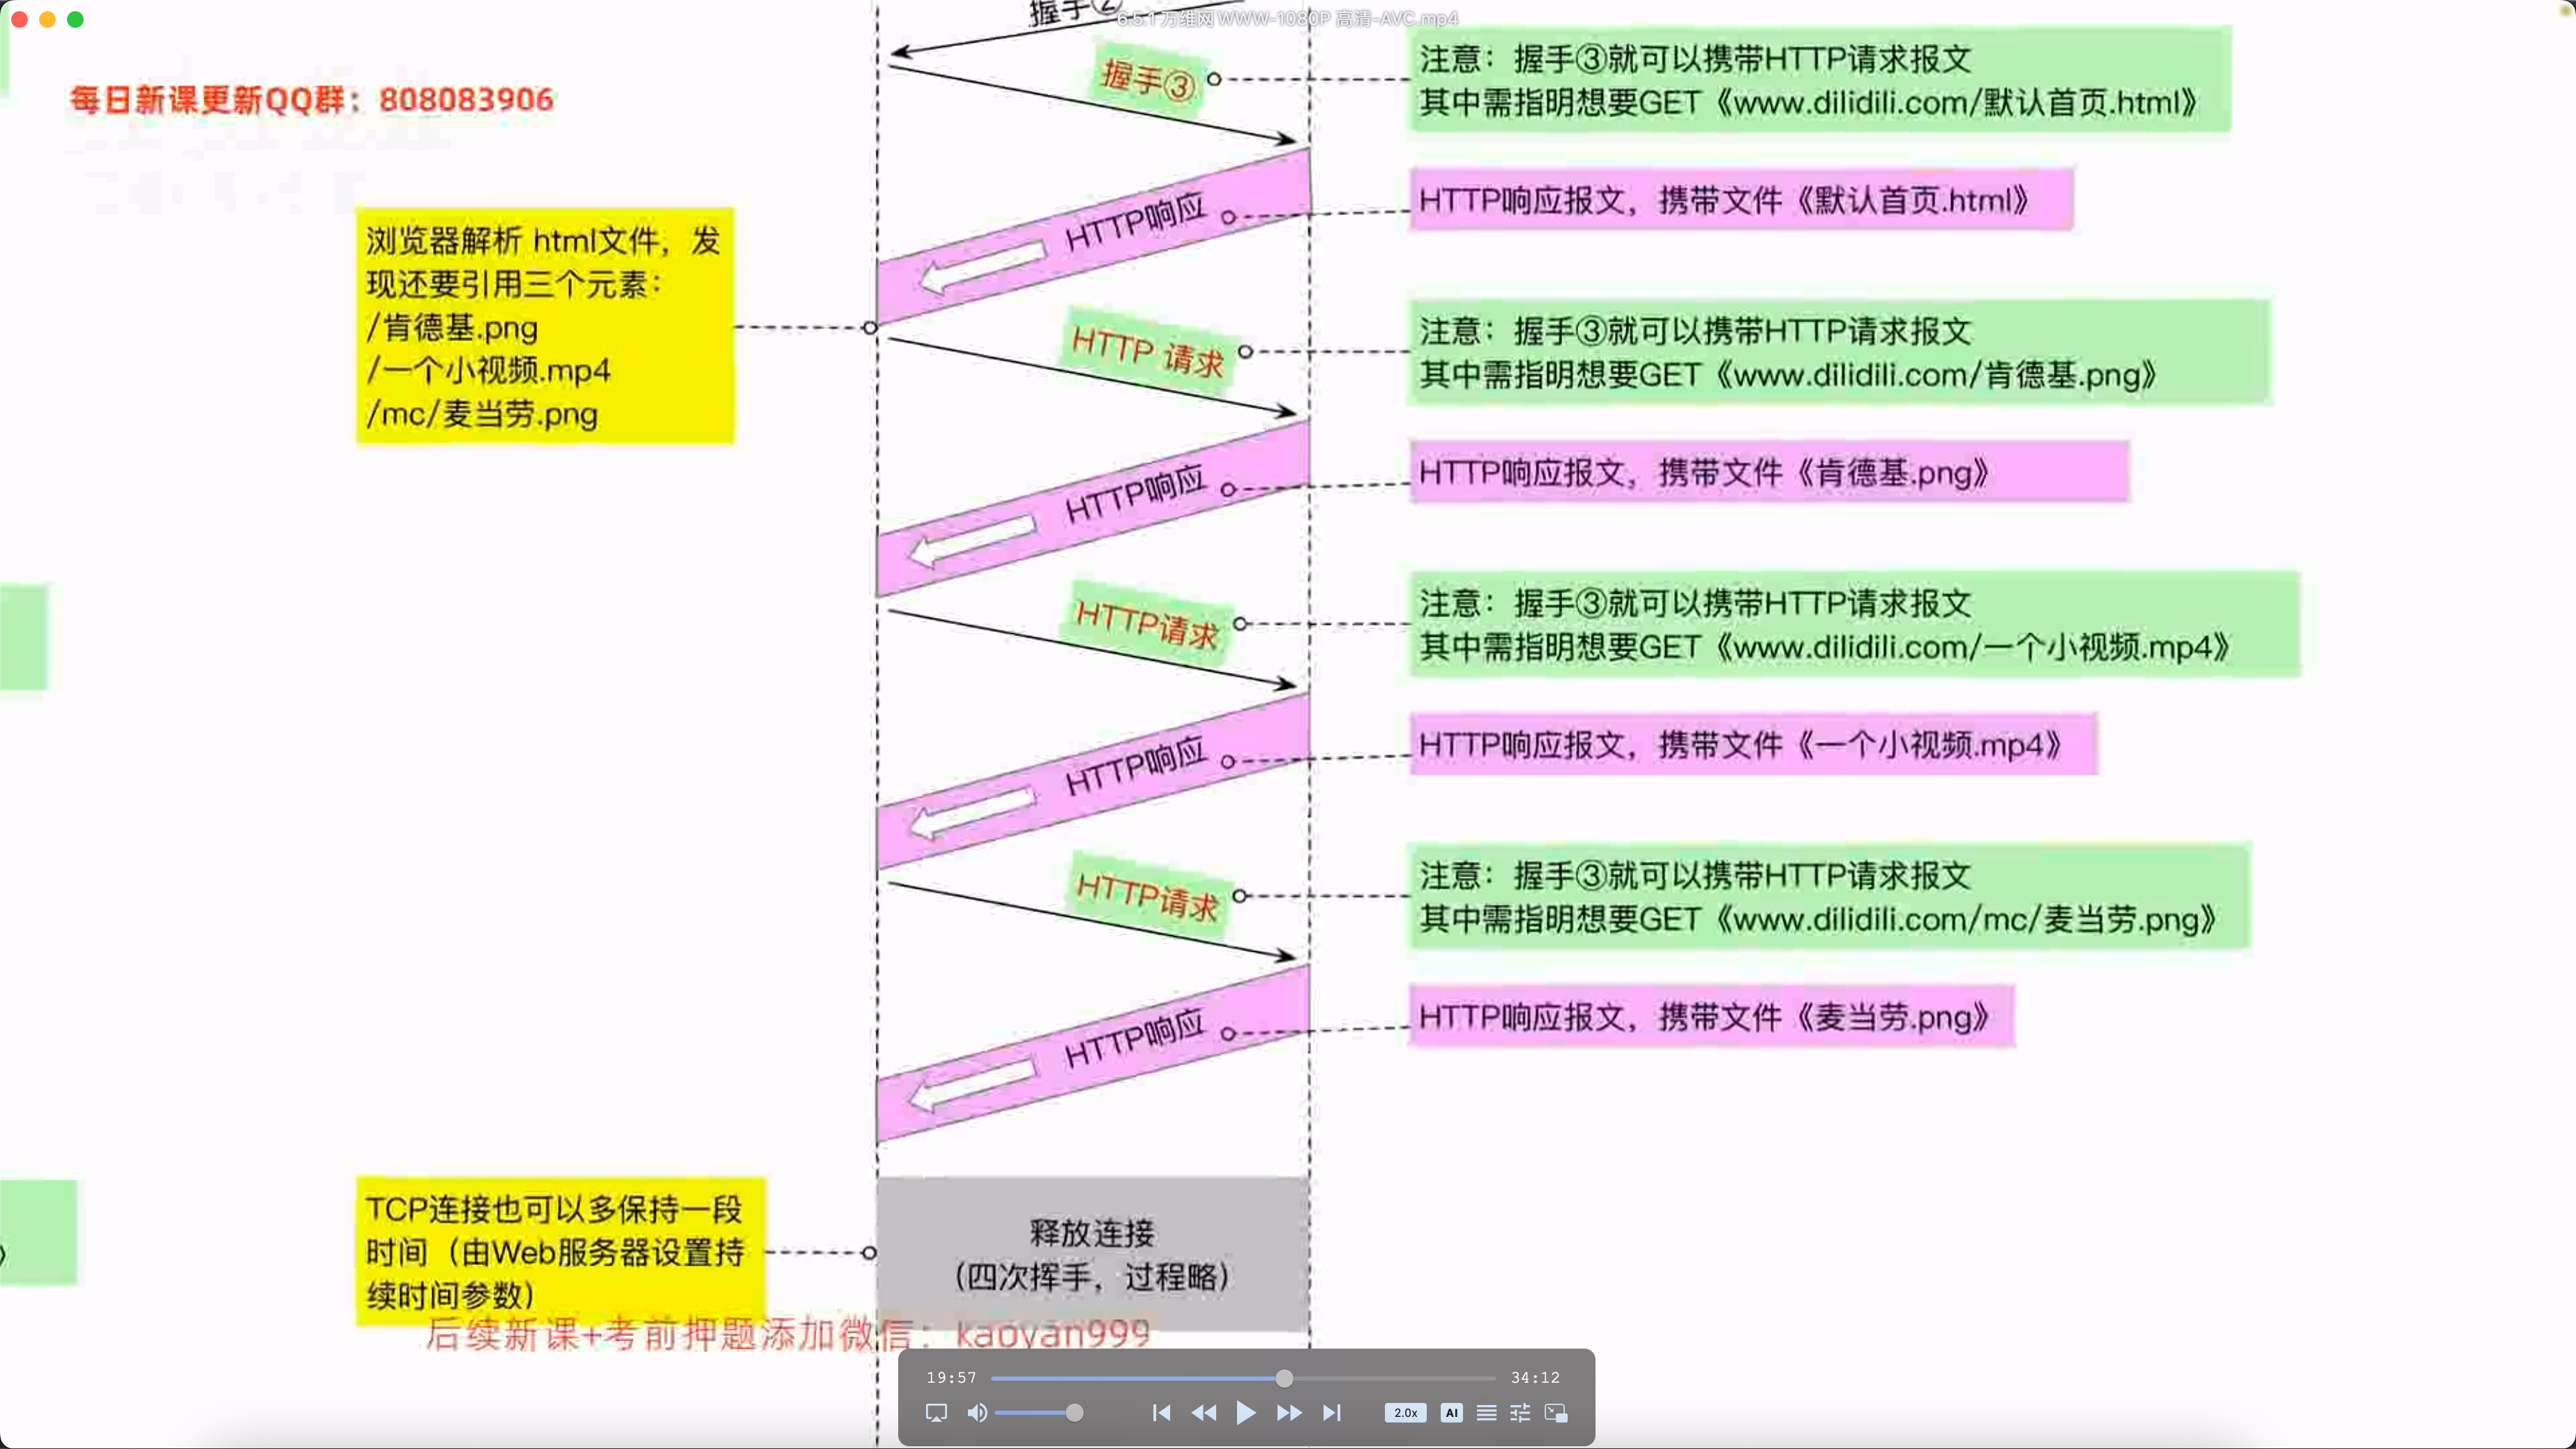 6.5.1 万维网 WWW-1080P 高清-AVC.mp4
握手②
握手③
注意：握手③就可以携带HTTP请求报文
其中需指明想要GET《www.dilidili.com/默认首页.html》
每日新课更新QQ群：808083906
HTTP响应
HTTP响应报文，携带文件《默认首页.html》
浏览器解析 html文件，发
现还要引用三个元素：
/肯德基.png
/一个小视频.mp4
/mc/麦当劳.png
HTTP 请求
注意：握手③就可以携带HTTP请求报文
其中需指明想要GET《www.dilidili.com/肯德基.png》
HTTP响应
HTTP响应报文，携带文件《肯德基.png》
HTTP请求
注意：握手③就可以携带HTTP请求报文
其中需指明想要GET《www.dilidili.com/一个小视频.mp4》
HTTP响应
HTTP响应报文，携带文件《一个小视频.mp4》
HTTP请求
注意：握手③就可以携带HTTP请求报文
其中需指明想要GET《www.dilidili.com/mc/麦当劳.png》
HTTP响应
HTTP响应报文，携带文件《麦当劳.png》
TCP连接也可以多保持一段
时间（由Web服务器设置持
续时间参数）
释放连接
（四次挥手，过程略）
》
后续新课+考前押题添加微信：kaoyan999
19:57
34:12
2.0x
AI